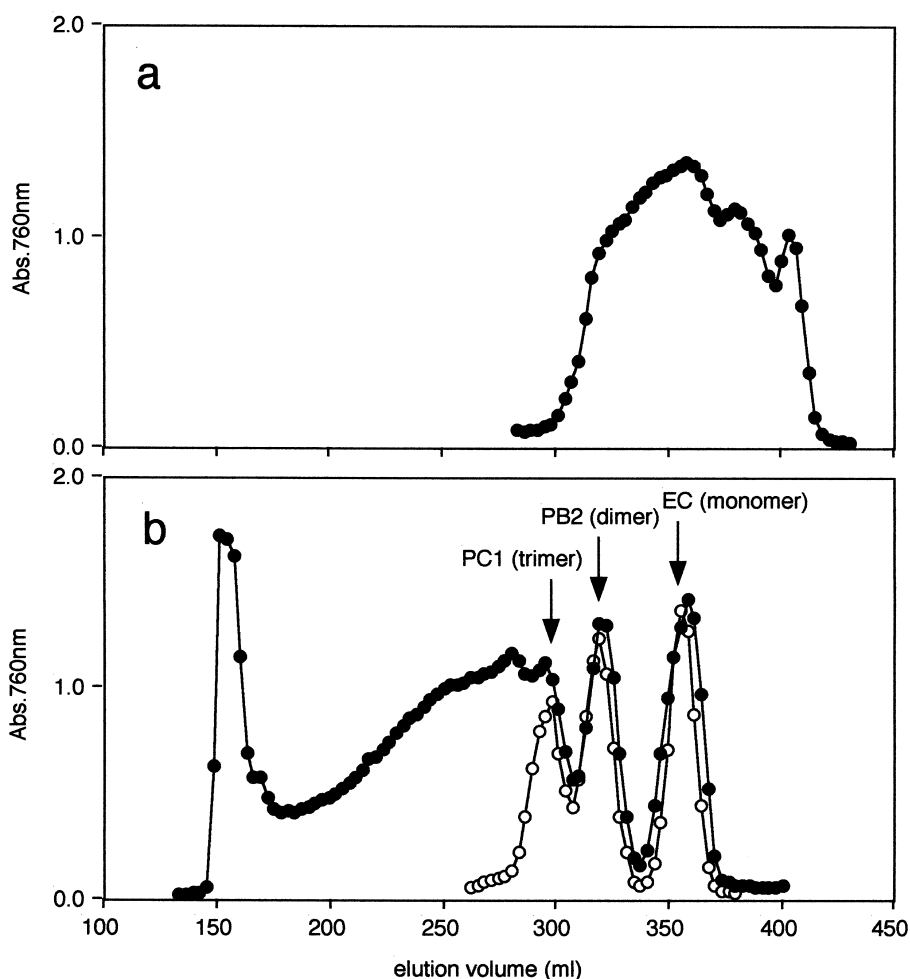 2.0
a
1.0
Abs.760nm
0.0
2.0
b
EC (monomer)
PB2 (dimer)
PC1 (trimer)
1.0
Abs.760nm
0.0
100 150 200 250 300 350 400 450
elution volume (ml)